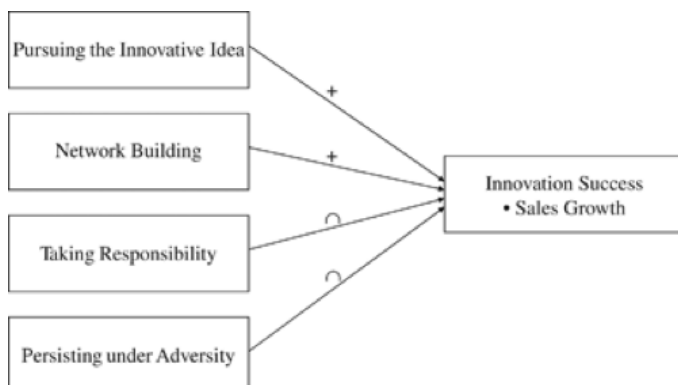 Pursuing the Innovative Idea
+
Network Building
+
Innovation Success
• Sales Growth
∩
Taking Responsibility
∩
Persisting under Adversity